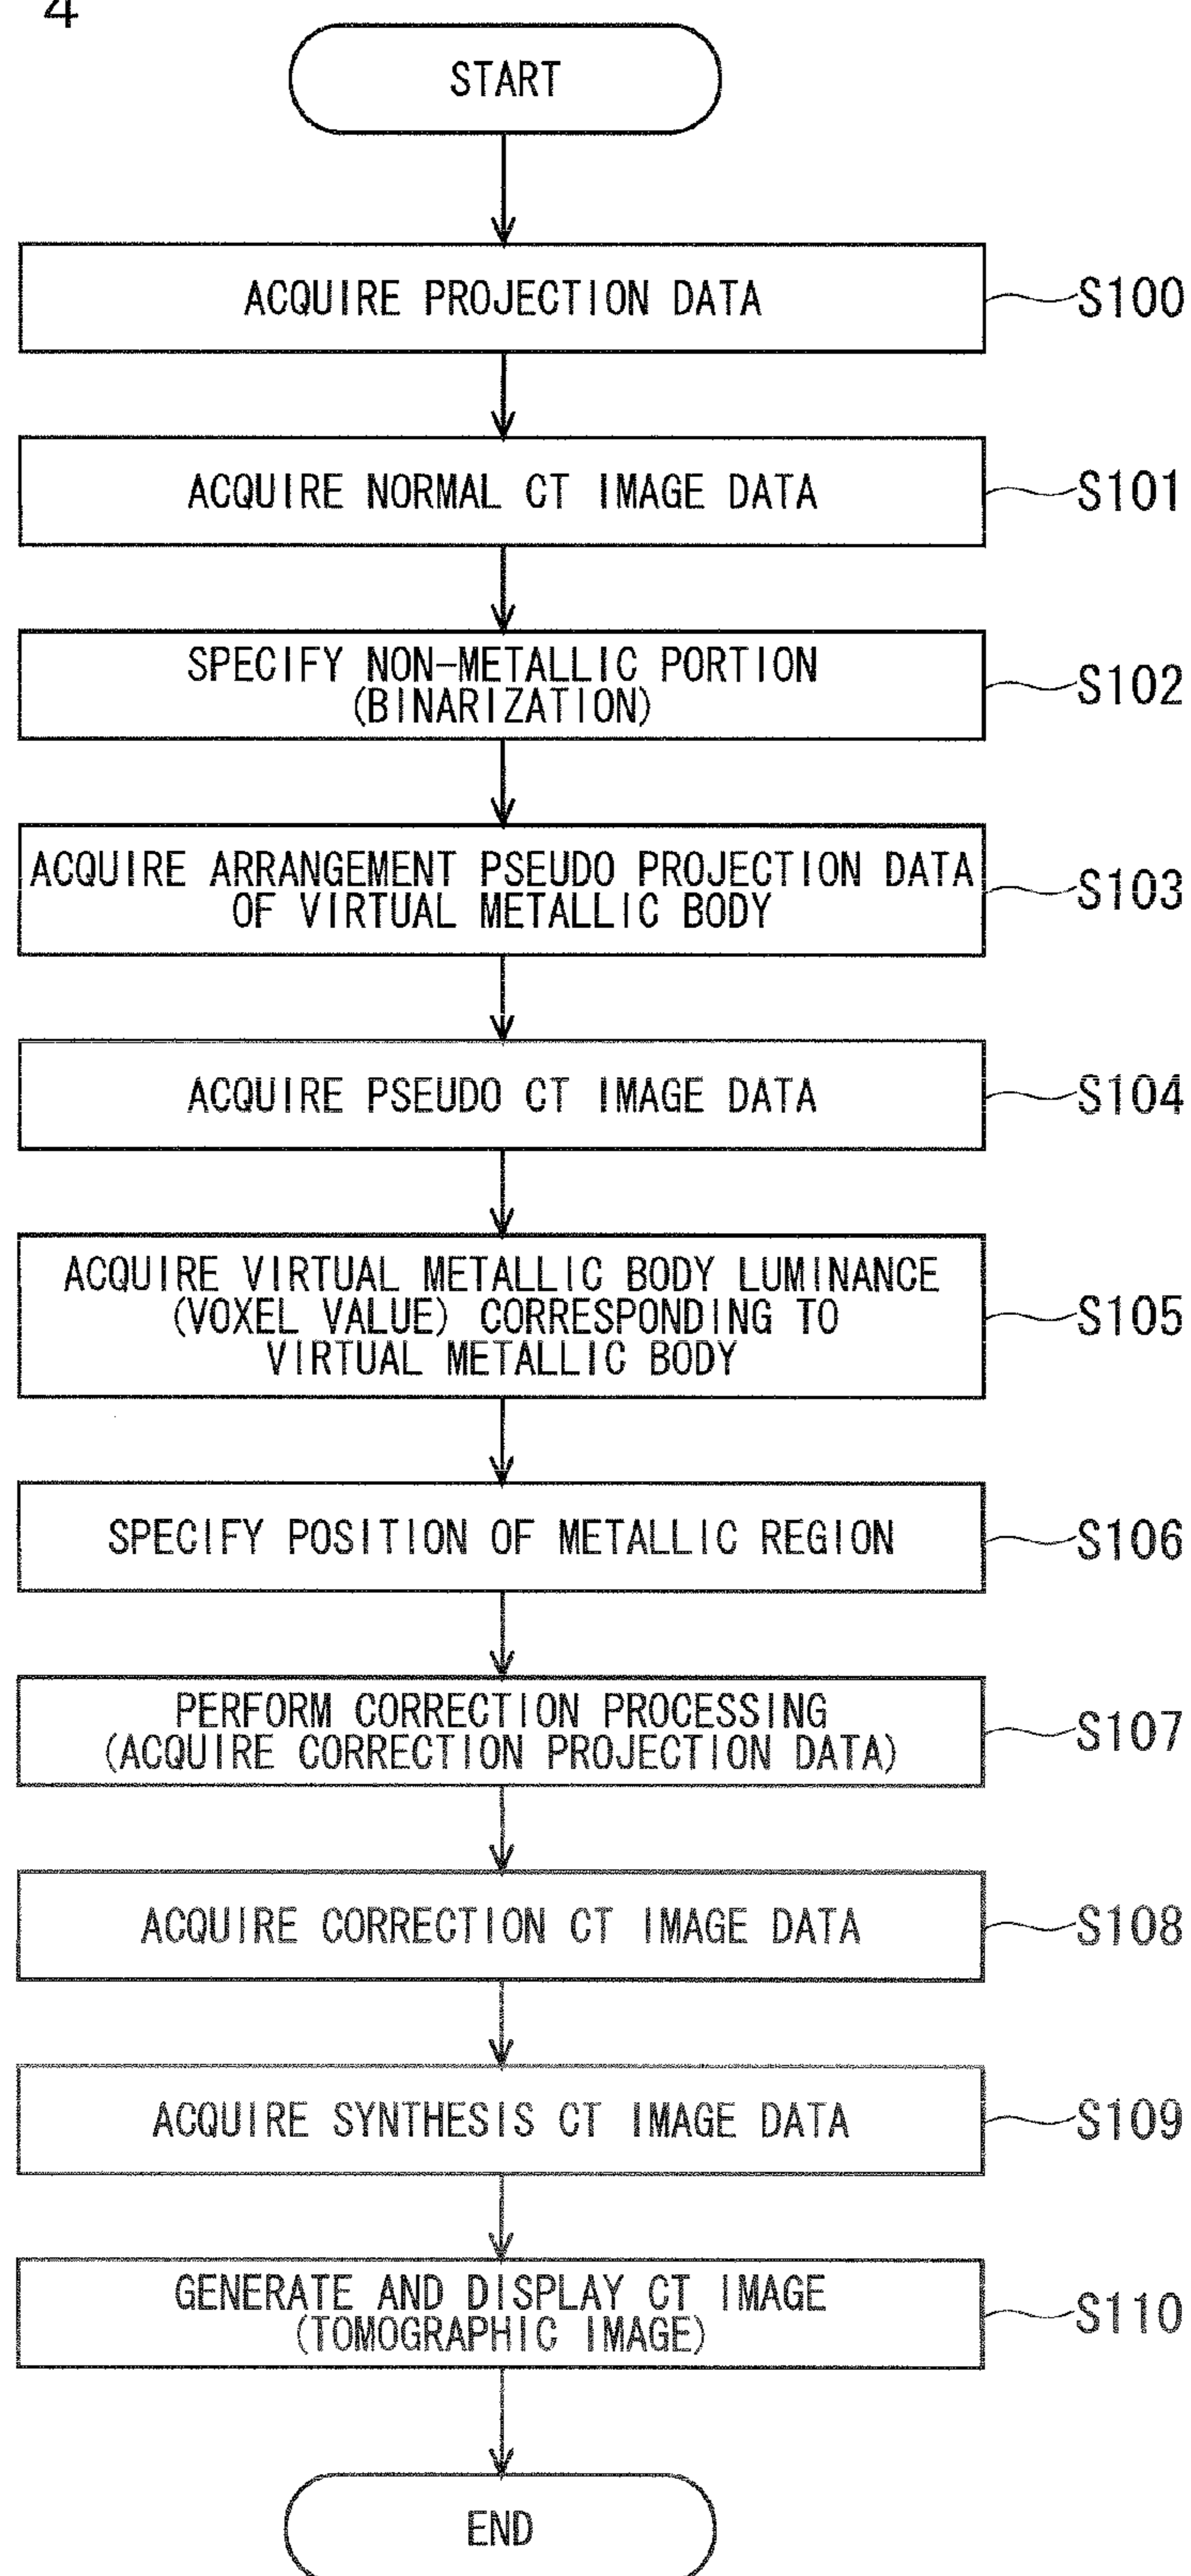 4
START
ACQUIRE PROJECTION DATA
S100
ACQUIRE NORMAL CT IMAGE DATA
S101
SPECIFY NON-METALLIC PORTION
(BINARIZATION)
S102
ACQUIRE ARRANGEMENT PSEUDO PROJECTION DATA
OF VIRTUAL METALLIC BODY
S103
ACQUIRE PSEUDO CT IMAGE DATA
S104
ACQUIRE VIRTUAL METALLIC BODY LUMINANCE
(VOXEL VALUE) CORRESPONDING TO
VIRTUAL METALLIC BODY
S105
SPECIFY POSITION OF METALLIC REGION
S106
PERFORM CORRECTION PROCESSING
(ACQUIRE CORRECTION PROJECTION DATA)
S107
ACQUIRE CORRECTION CT IMAGE DATA
S108
ACQUIRE SYNTHESIS CT IMAGE DATA
S109
GENERATE AND DISPLAY CT IMAGE
(TOMOGRAPHIC IMAGE)
S110
END